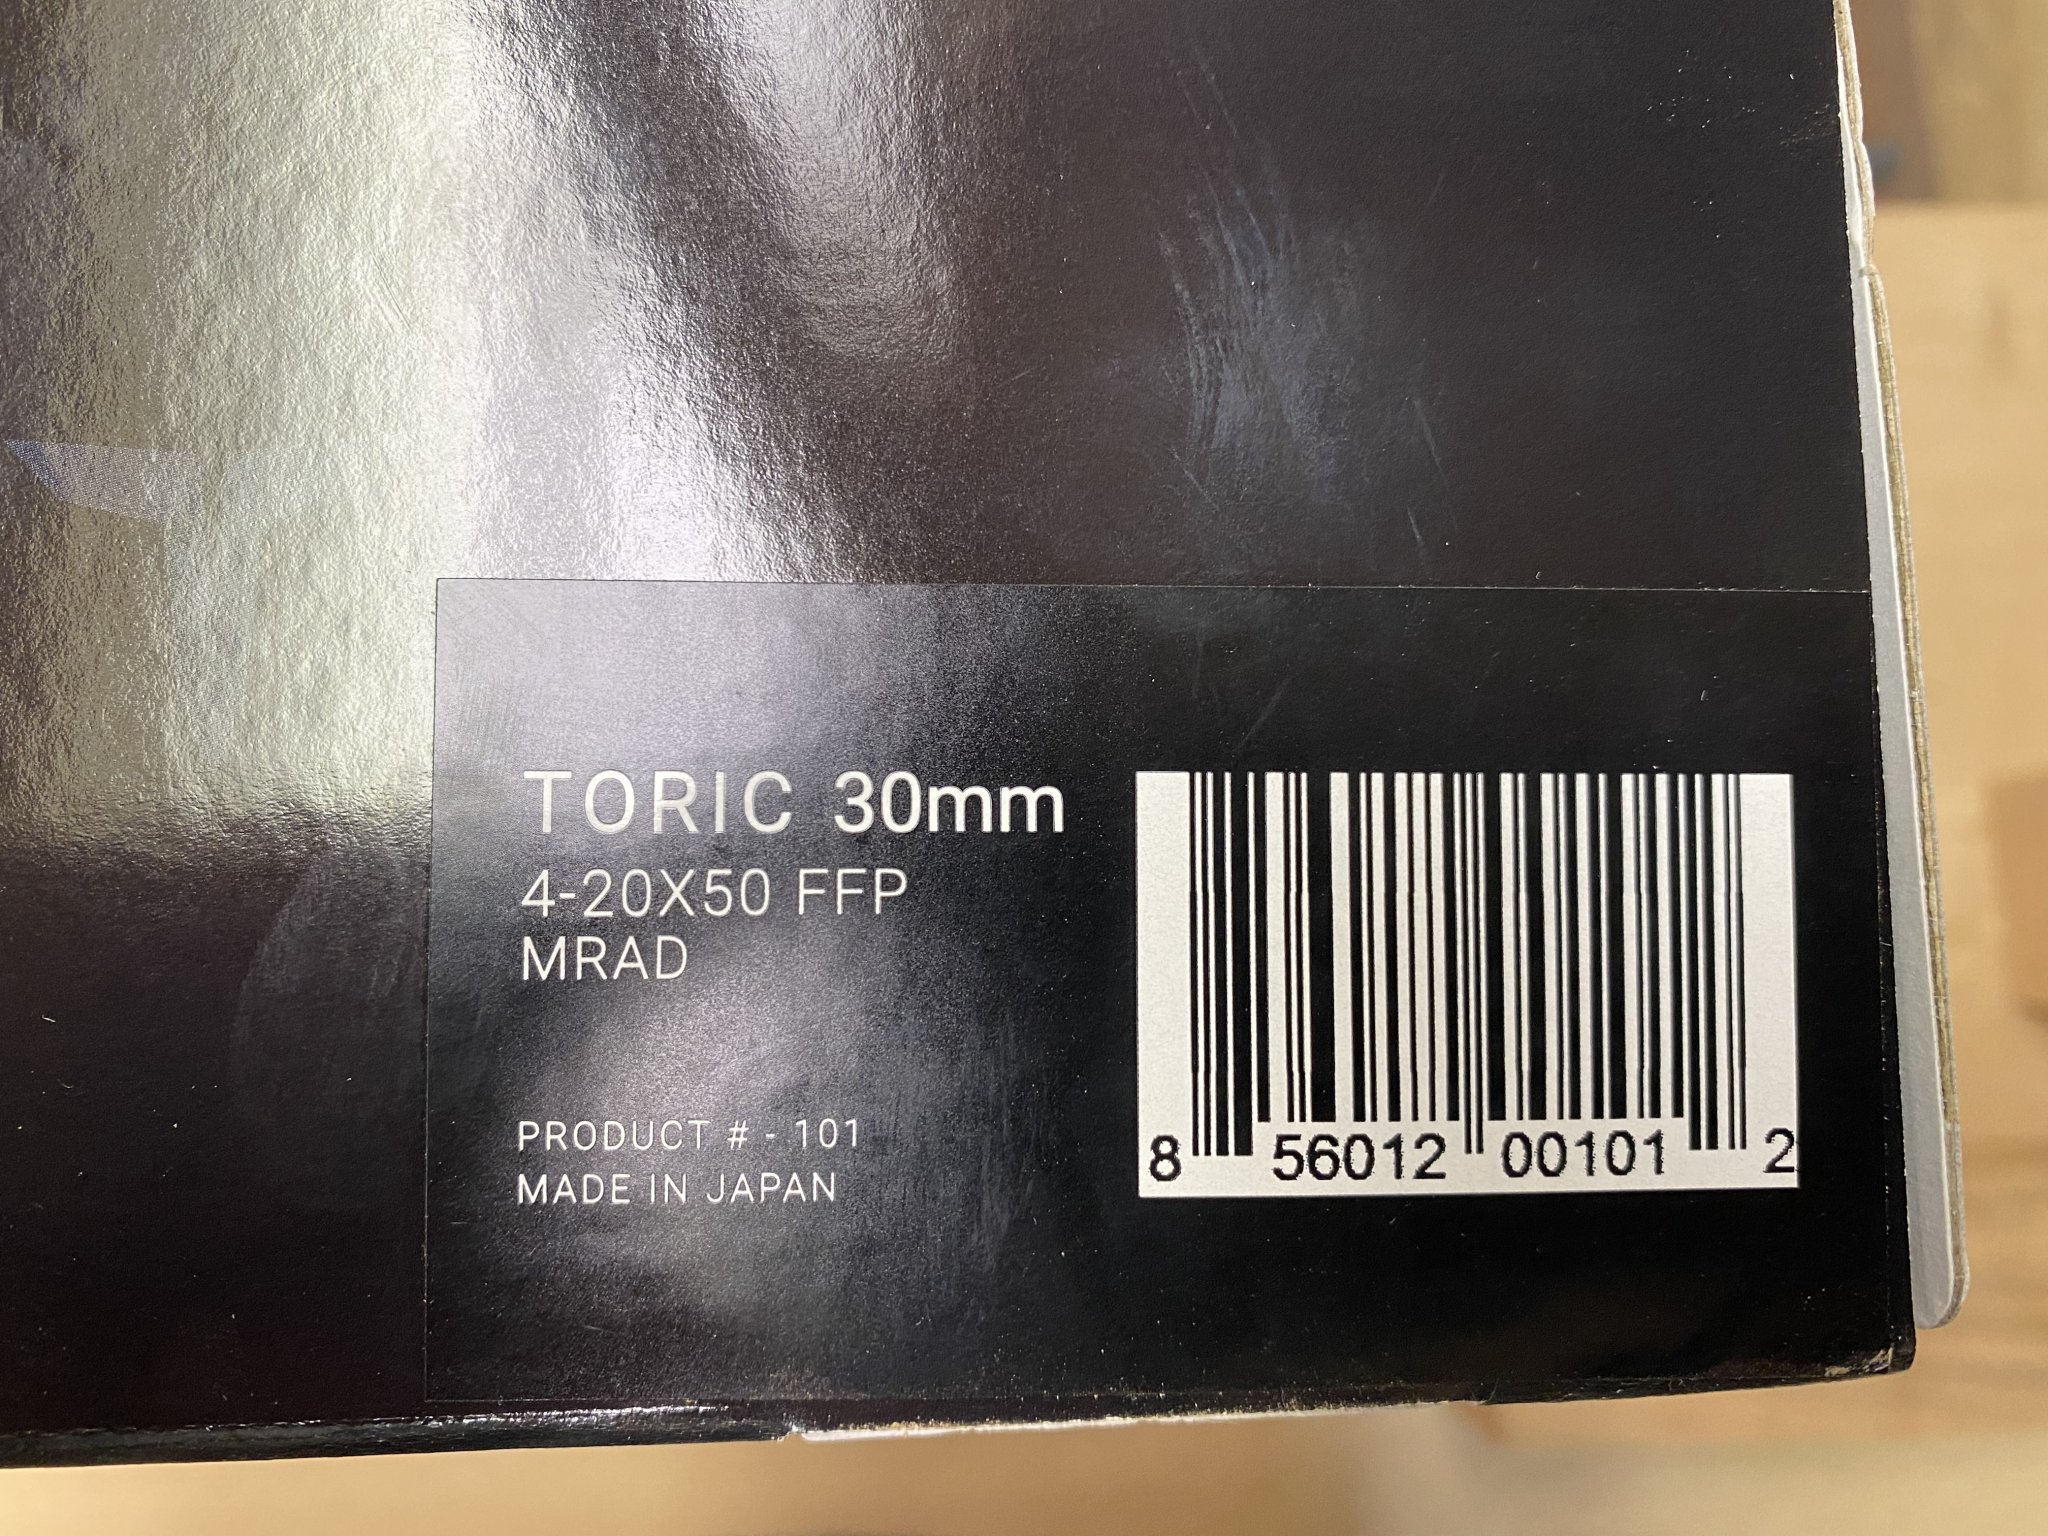 TORIC 30mm
4-20X50 FFP
MRAD
PRODUCT # - 101
MADE IN JAPAN
8 56012 00101 2